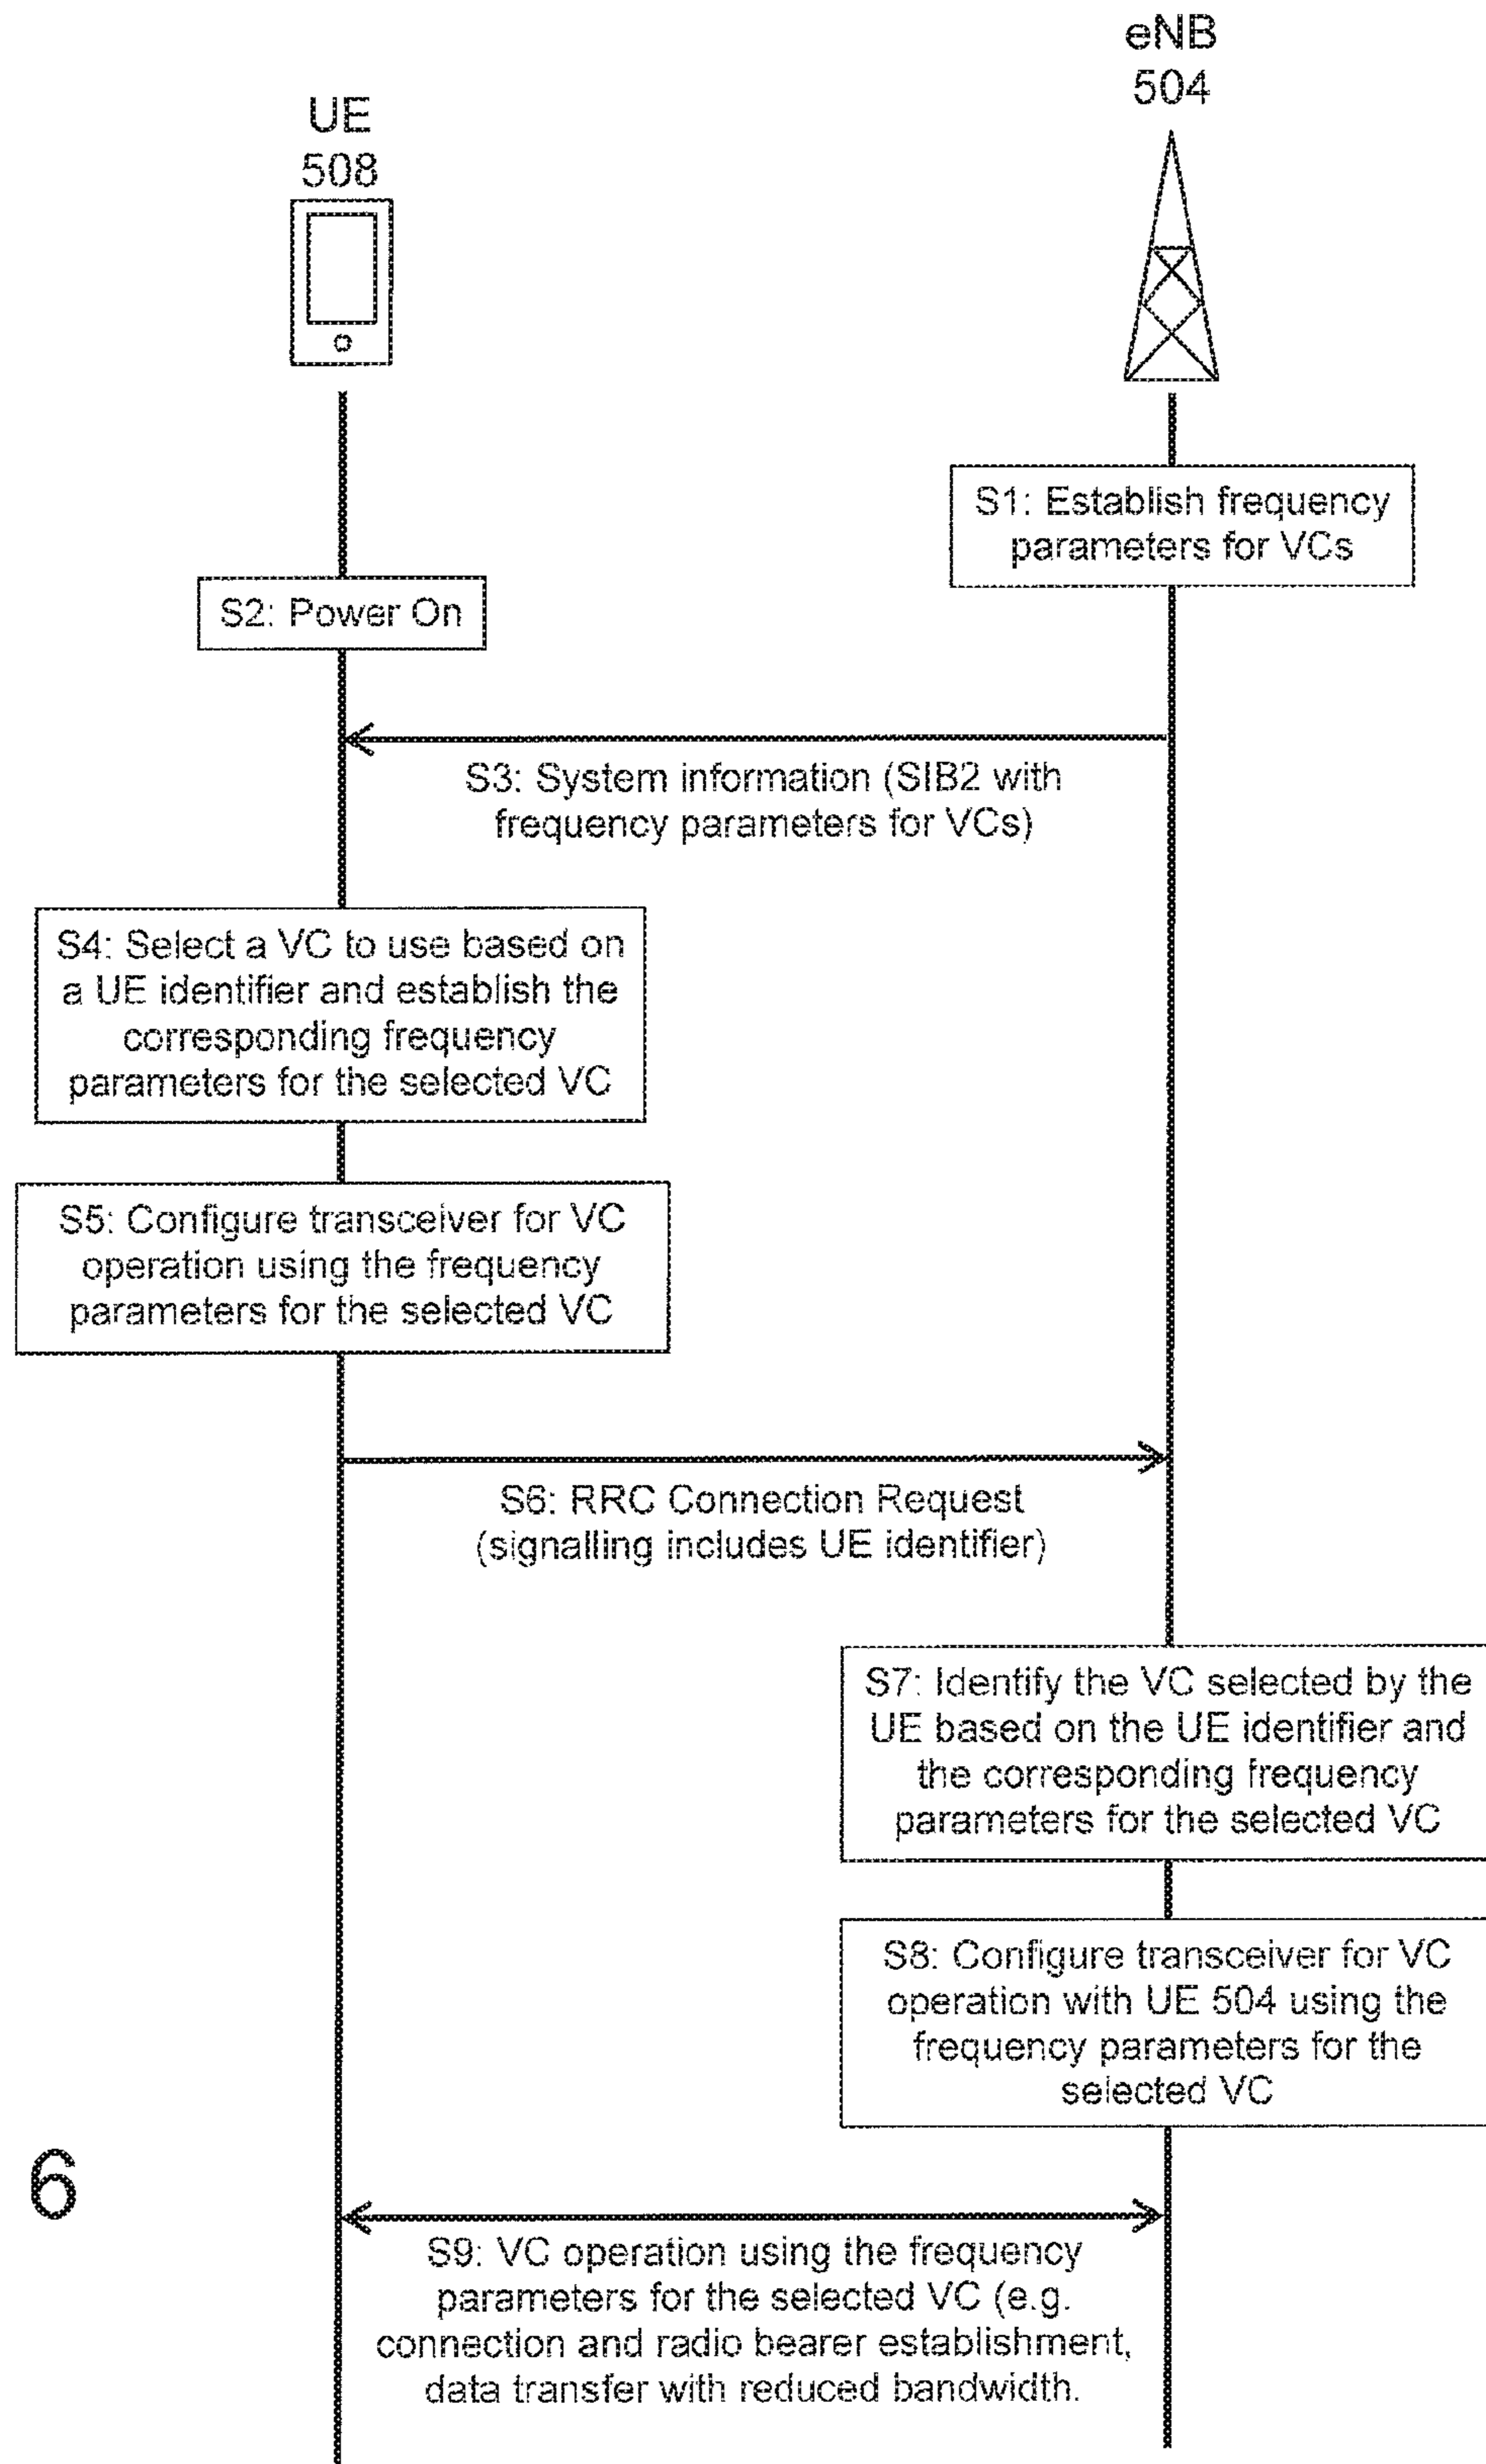 eNB
504
UE
508
S1: Establish frequency
parameters for VCs
S2: Power On
S3: System information (SIB2 with
frequency parameters for VCs)
S4: Select a VC to use based on
a UE identifier and establish the
corresponding frequency
parameters for the selected VC
S5: Configure transceiver for VC
operation using the frequency
parameters for the selected VC
S6: RRC Connection Request
(signalling includes UE identifier)
S7: Identify the VC selected by the
UE based on the UE identifier and
the corresponding frequency
parameters for the selected VC
S8: Configure transceiver for VC
operation with UE 504 using the
frequency parameters for the
selected VC
6
S9: VC operation using the frequency
parameters for the selected VC (e.g.
connection and radio bearer establishment,
data transfer with reduced bandwidth.